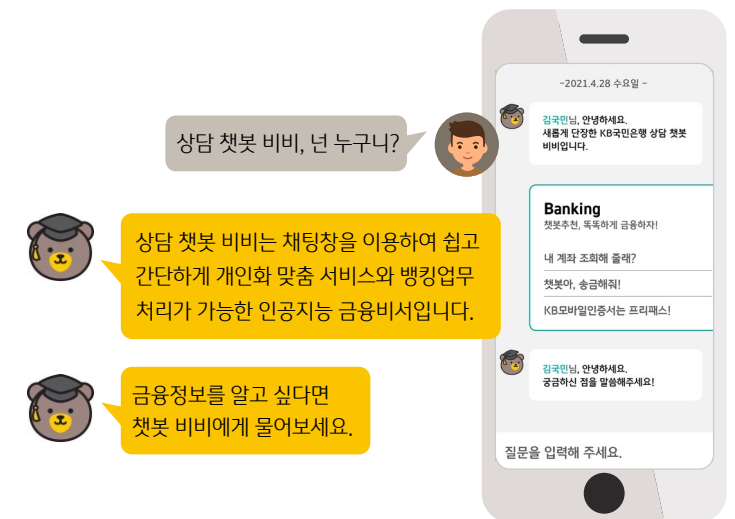 상담 챗봇 비비, 넌 누구니?
상담 챗봇 비비는 채팅창을 이용하여 쉽고
간단하게 개인화 맞춤 서비스와 뱅킹업무
처리가 가능한 인공지능 금융비서입니다.
금융정보를 알고 싶다면
챗봇 비비에게 물어보세요.
-2021.4.28 수요일 -
김국민님, 안녕하세요.
새롭게 단장한 KB국민은행 상담 챗봇
비비입니다.
Banking
챗봇추천, 똑똑하게 금융하자!
내 계좌 조회해 줄래?
챗봇아, 송금해줘!
KB모바일인증서는 프리패스!
김국민님, 안녕하세요.
궁금하신 점을 말씀해주세요!
질문을 입력해 주세요.